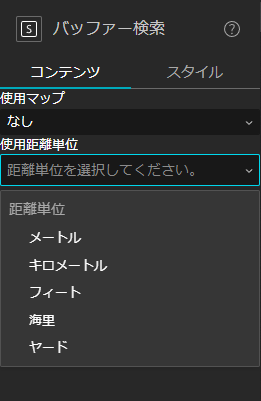 S バッファー検索 ?
コンテンツ スタイル
使用マップ
なし
使用距離単位
距離単位を選択してください。
距離単位
メートル
キロメートル
フィート
海里
ヤード